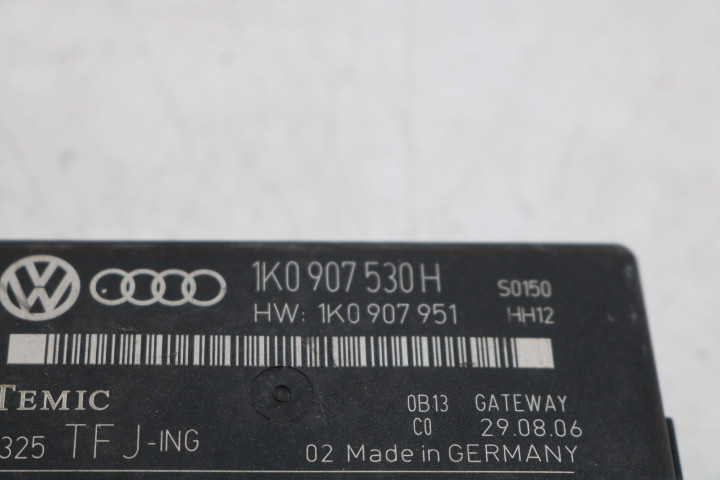 1K0 907 530 H S0150
HW: 1K0 907 951 HH12
TEMIC 0B13 GATEWAY
325 TFJ-ING C0 29.08.06
02 Made in GERMANY